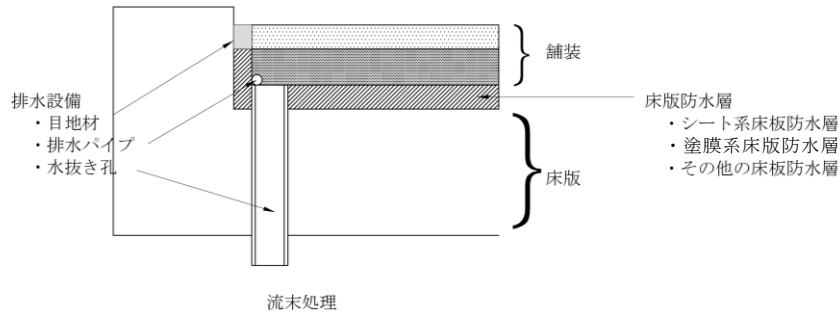 舗装
排水設備
・目地材
・排水パイプ
・水抜き孔
床版防水層
・シート系床板防水層
・塗膜系床版防水層
・その他の床板防水層
床版
流末処理